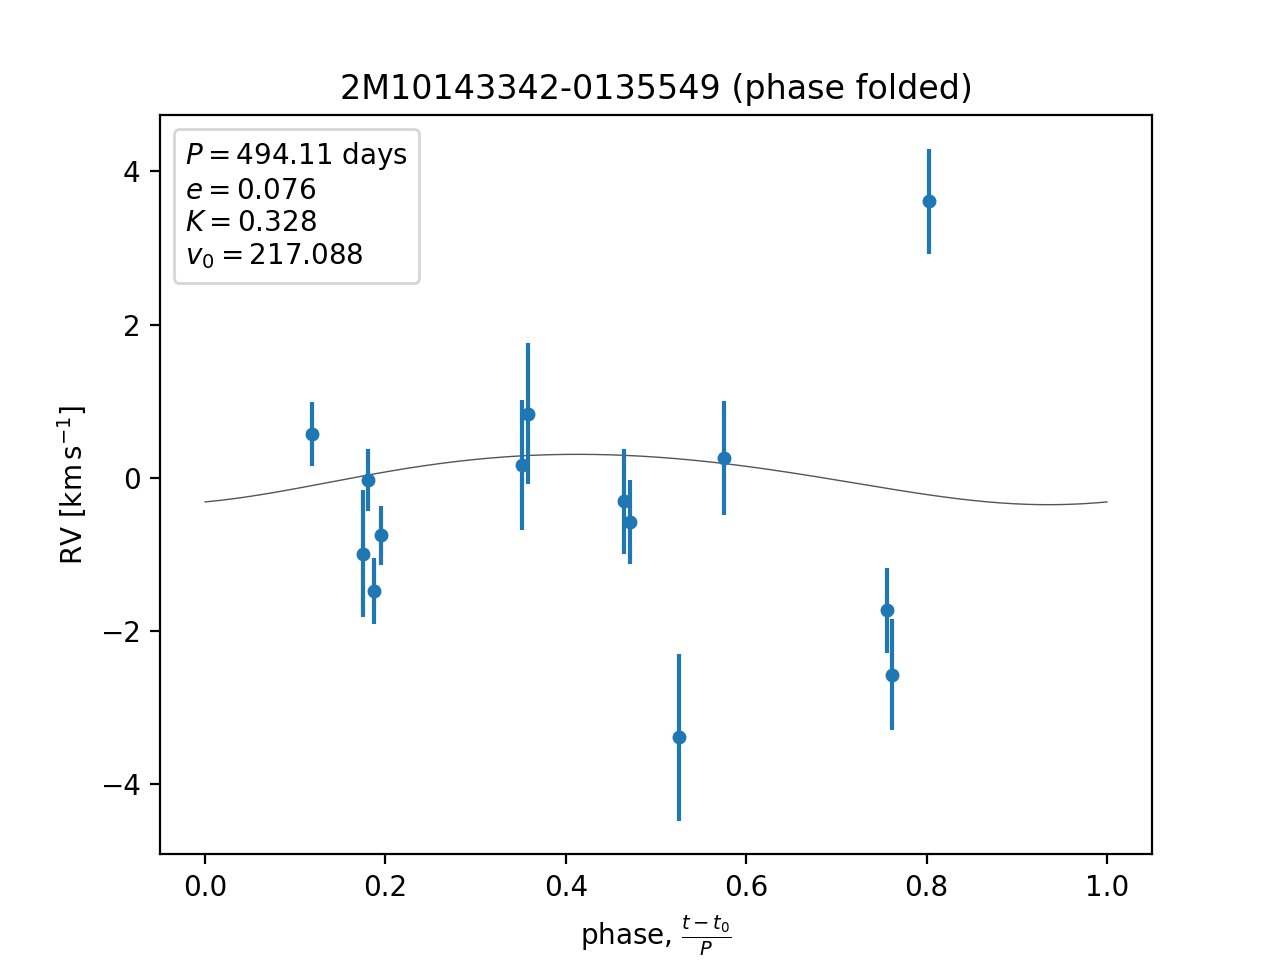 2M10143342-0135549 (phase folded)
P = 494.11 days
e = 0.076
K = 0.328
v₀ = 217.088
4
2
0
−2
−4
RV [km s⁻¹]
0.0 0.2 0.4 0.6 0.8 1.0
phase, (t − t₀)/P